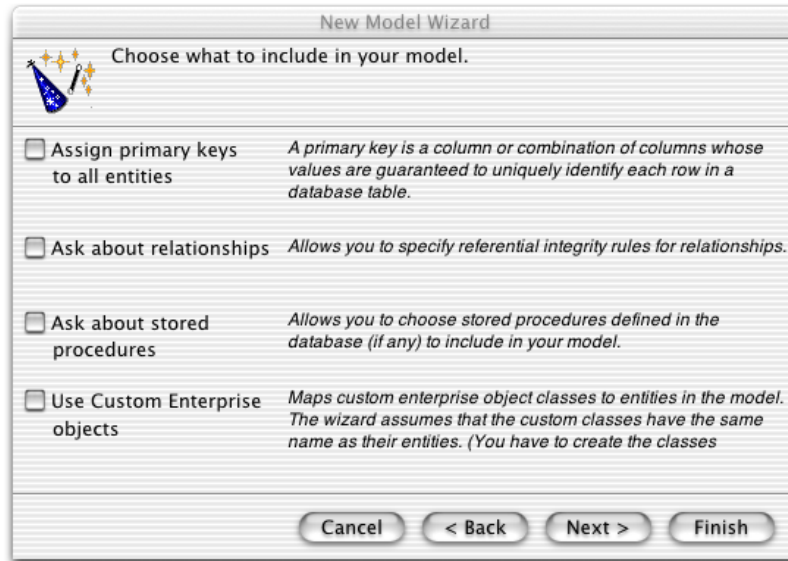 New Model Wizard
Choose what to include in your model.
Assign primary keys
to all entities
A primary key is a column or combination of columns whose
values are guaranteed to uniquely identify each row in a
database table.
Ask about relationships
Allows you to specify referential integrity rules for relationships.
Ask about stored
procedures
Allows you to choose stored procedures defined in the
database (if any) to include in your model.
Use Custom Enterprise
objects
Maps custom enterprise object classes to entities in the model.
The wizard assumes that the custom classes have the same
name as their entities. (You have to create the classes
Cancel
< Back
Next >
Finish